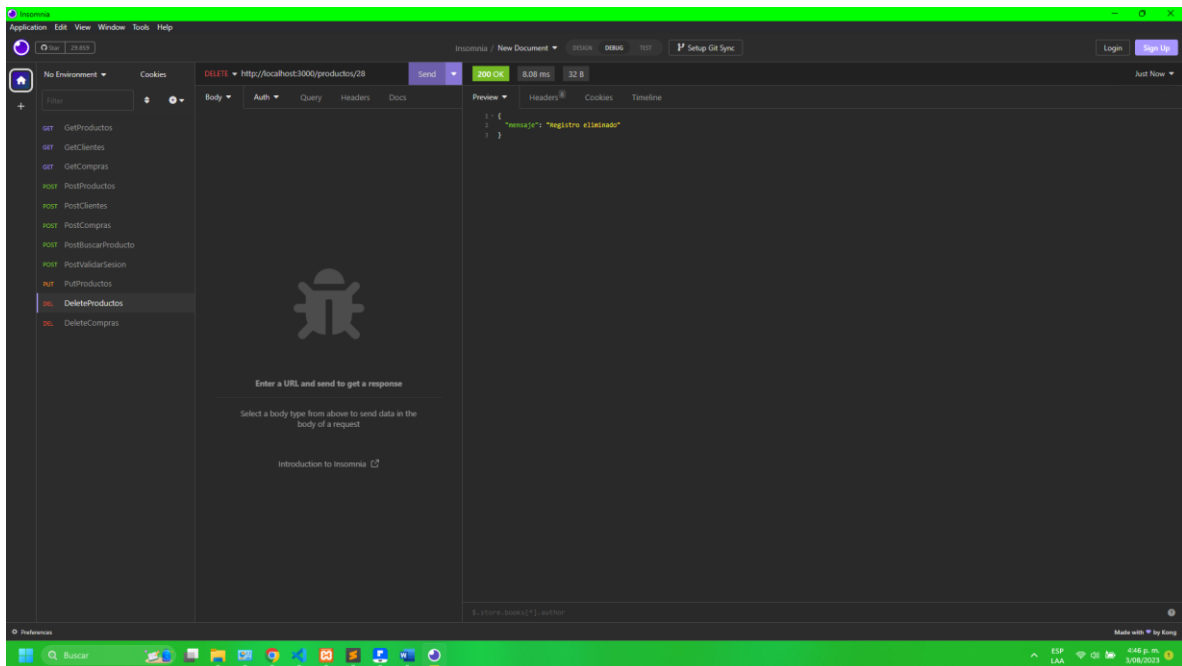 Insomnia
Application Edit View Window Tools Help
Star 29.859
Insomnia / New Document DESIGN DEBUG TEST Setup Git Sync
Login Sign Up
No Environment Cookies
DELETE http://localhost:3000/productos/28 Send
200 OK 8.08 ms 32 B Just Now
Filter
Body Auth Query Headers Docs
Preview Headers Cookies Timeline
1 {
2 "mensaje": "Registro eliminado"
3 }
GET GetProductos
GET GetClientes
GET GetCompras
POST PostProductos
POST PostClientes
POST PostCompras
POST PostBuscarProducto
POST PostValidarSesion
PUT PutProductos
DEL DeleteProductos
DEL DeleteCompras
Enter a URL and send to get a response
Select a body type from above to send data in the
body of a request
Introduction to Insomnia
$.store.books[*].author
Preferences
Made with by Kong
Buscar
ESP
LAA
4:46 p. m.
3/08/2023